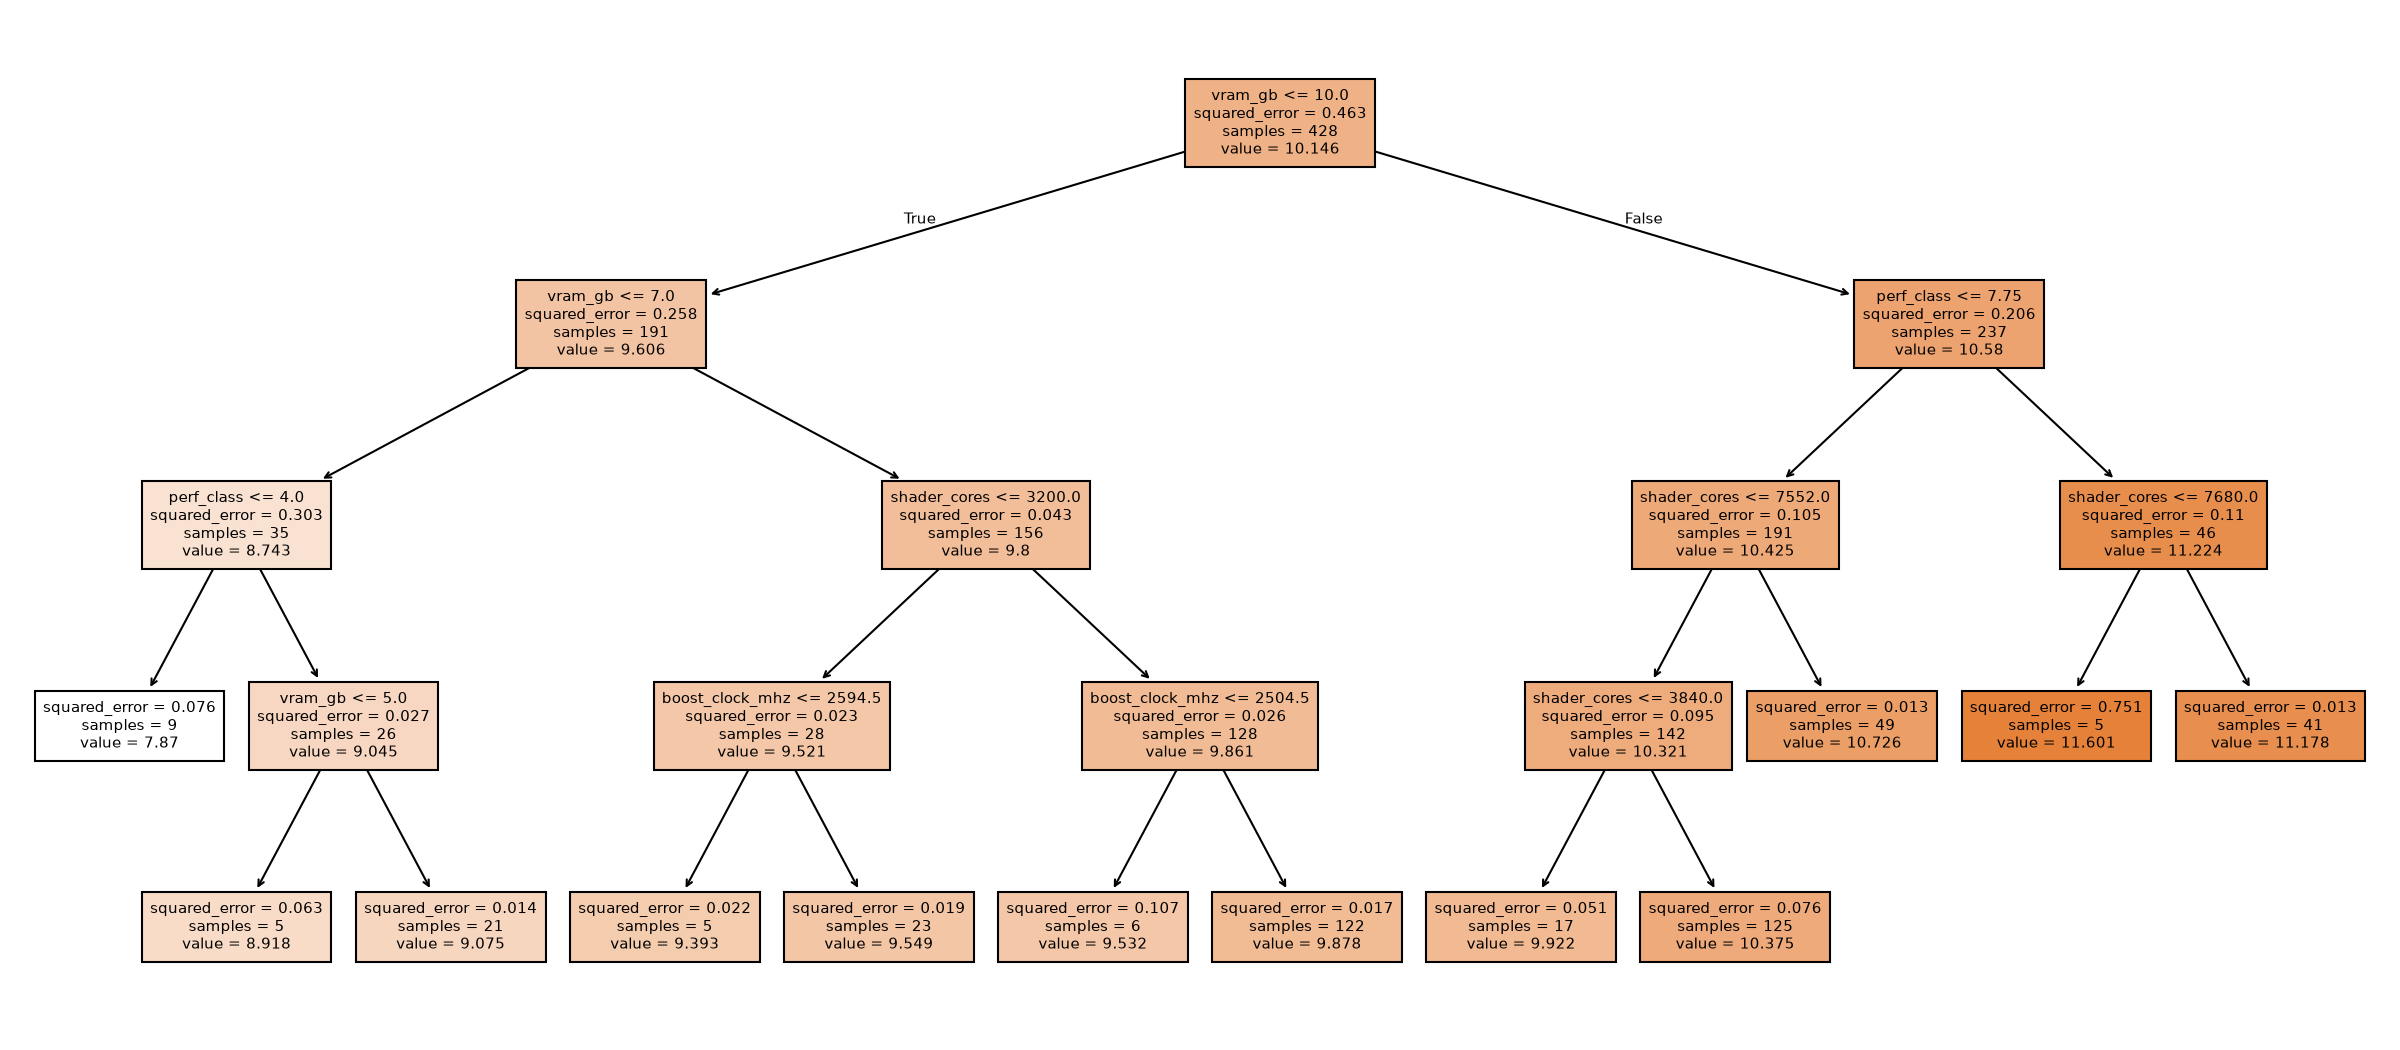 vram_gb <= 10.0
squared_error = 0.463
samples = 428
value = 10.146
True
False
vram_gb <= 7.0
squared_error = 0.258
samples = 191
value = 9.606
perf_class <= 7.75
squared_error = 0.206
samples = 237
value = 10.58
perf_class <= 4.0
squared_error = 0.303
samples = 35
value = 8.743
shader_cores <= 3200.0
squared_error = 0.043
samples = 156
value = 9.8
shader_cores <= 7552.0
squared_error = 0.105
samples = 191
value = 10.425
shader_cores <= 7680.0
squared_error = 0.11
samples = 46
value = 11.224
squared_error = 0.076
samples = 9
value = 7.87
vram_gb <= 5.0
squared_error = 0.027
samples = 26
value = 9.045
boost_clock_mhz <= 2594.5
squared_error = 0.023
samples = 28
value = 9.521
boost_clock_mhz <= 2504.5
squared_error = 0.026
samples = 128
value = 9.861
shader_cores <= 3840.0
squared_error = 0.095
samples = 142
value = 10.321
squared_error = 0.013
samples = 49
value = 10.726
squared_error = 0.751
samples = 5
value = 11.601
squared_error = 0.013
samples = 41
value = 11.178
squared_error = 0.063
samples = 5
value = 8.918
squared_error = 0.014
samples = 21
value = 9.075
squared_error = 0.022
samples = 5
value = 9.393
squared_error = 0.019
samples = 23
value = 9.549
squared_error = 0.107
samples = 6
value = 9.532
squared_error = 0.017
samples = 122
value = 9.878
squared_error = 0.051
samples = 17
value = 9.922
squared_error = 0.076
samples = 125
value = 10.375